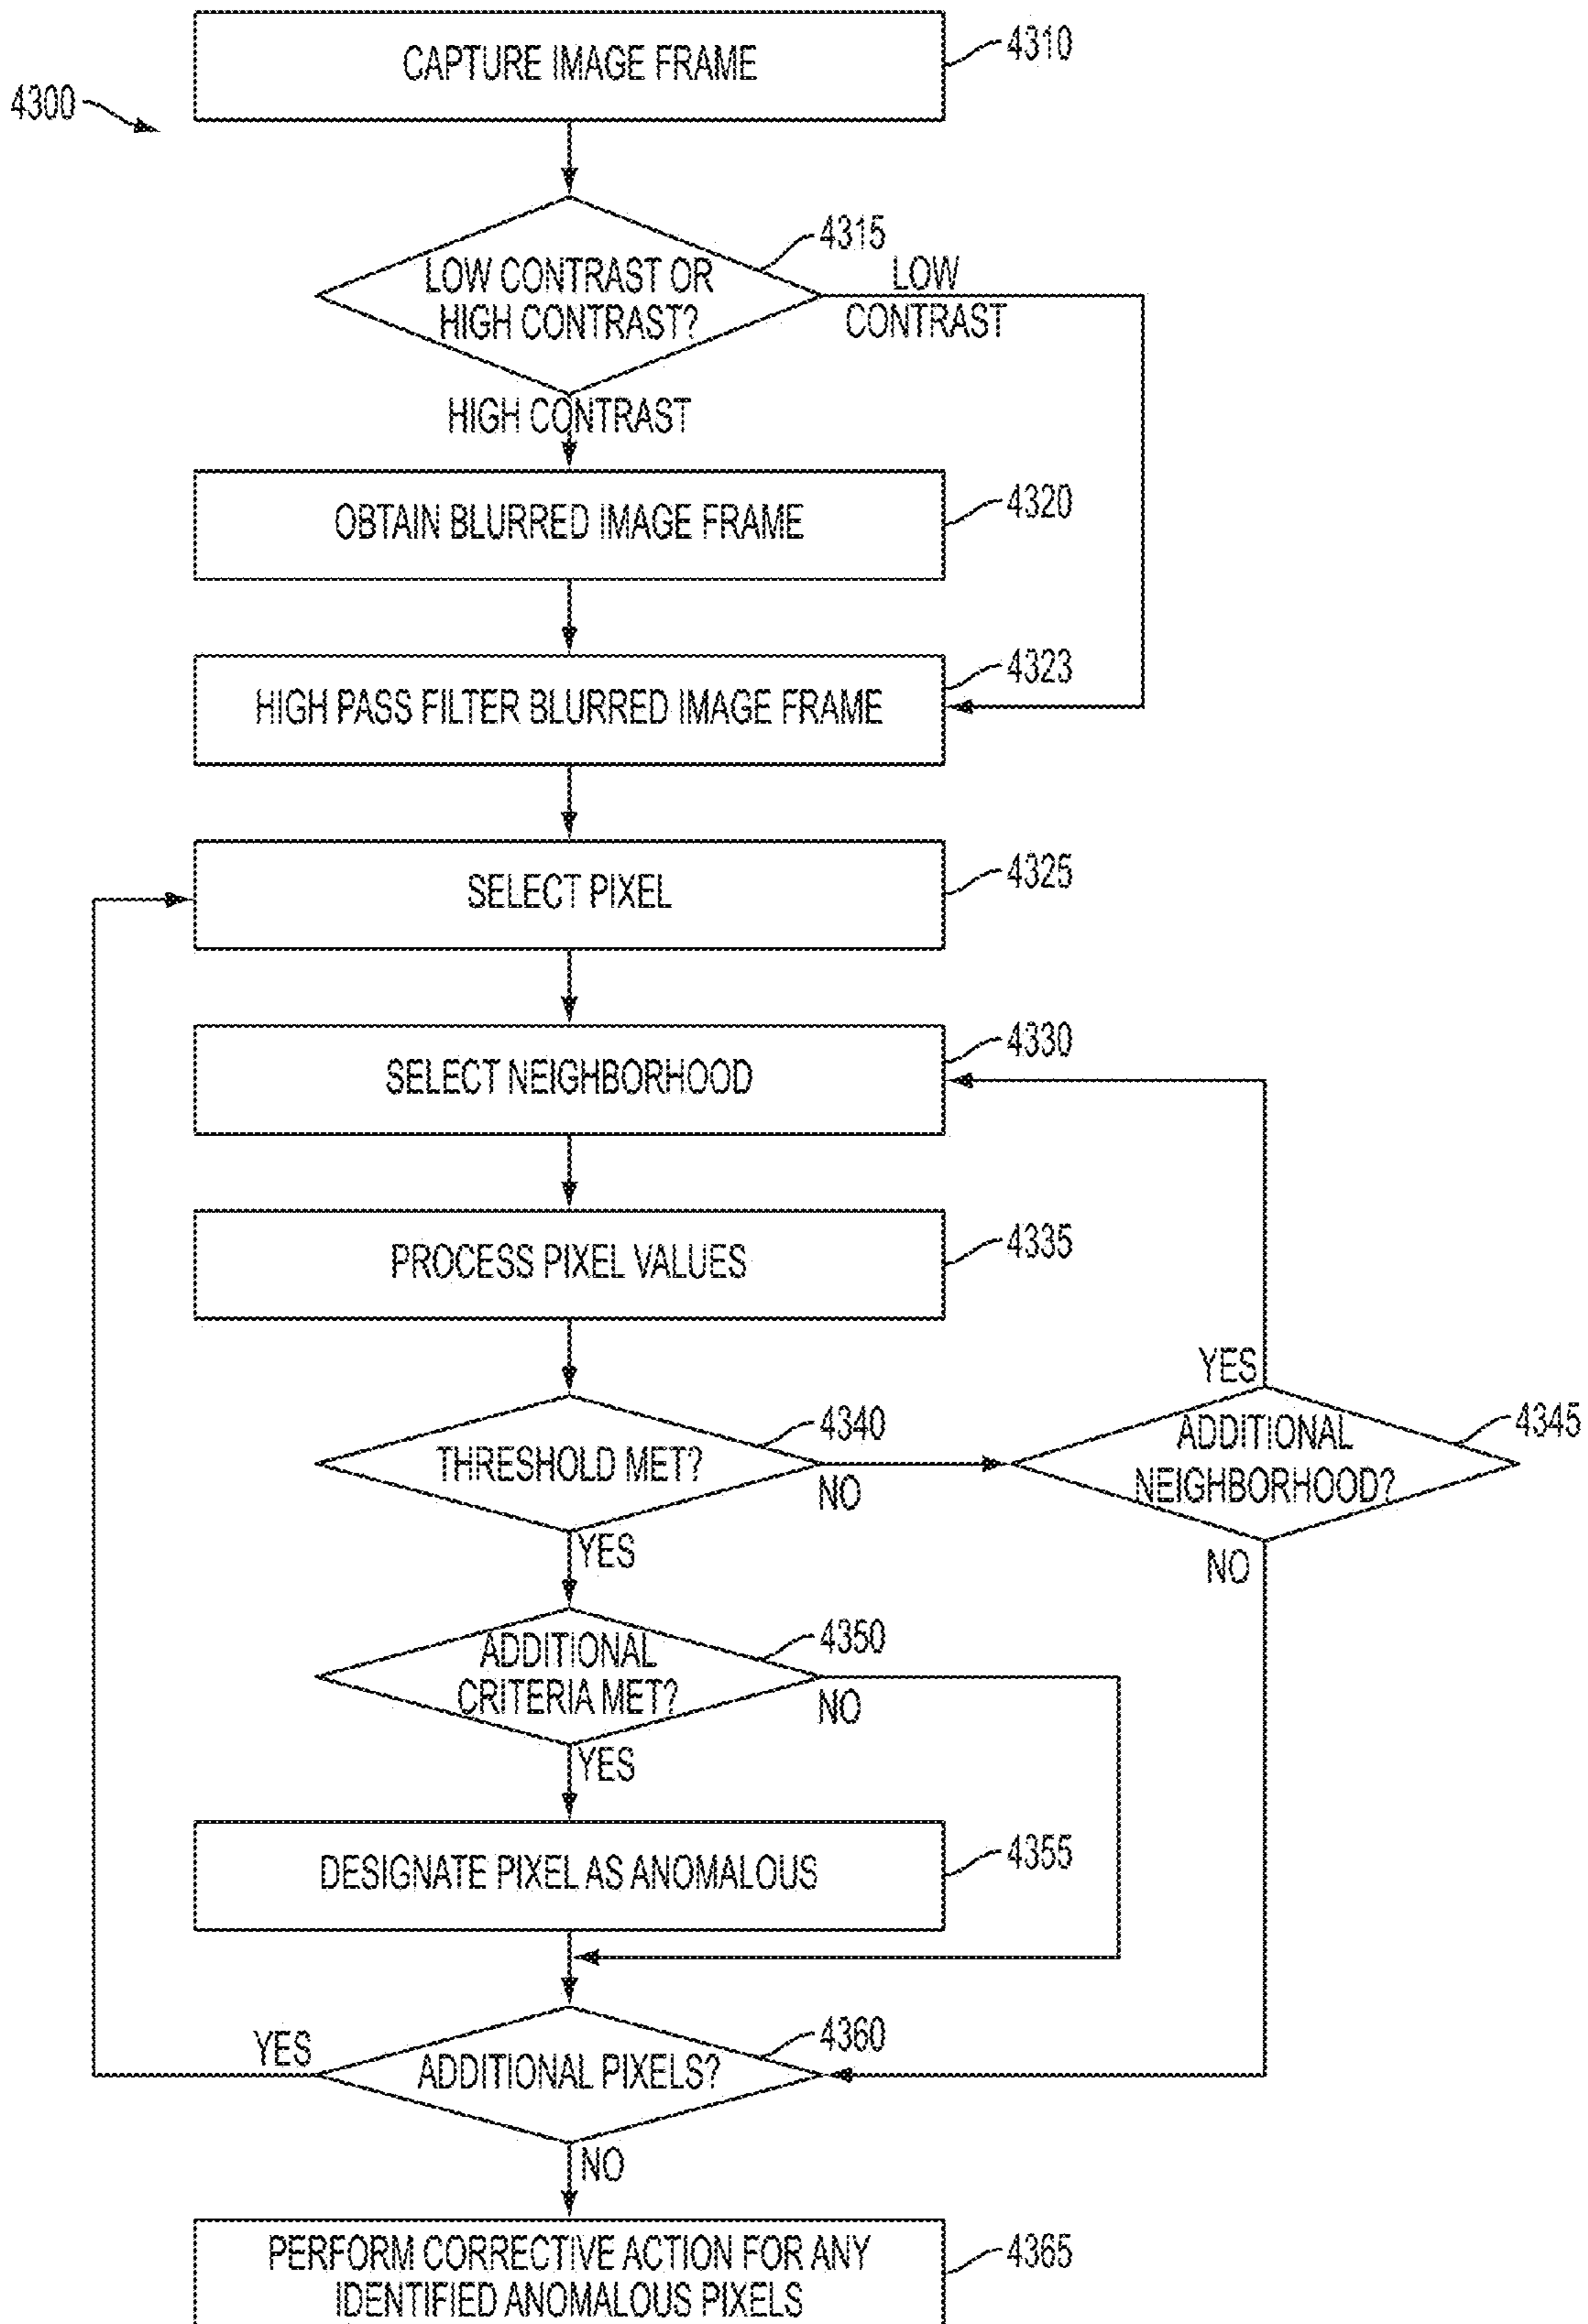 4300
CAPTURE IMAGE FRAME
4310
LOW CONTRAST OR
HIGH CONTRAST?
4315
LOW
CONTRAST
HIGH CONTRAST
OBTAIN BLURRED IMAGE FRAME
4320
HIGH PASS FILTER BLURRED IMAGE FRAME
4323
SELECT PIXEL
4325
SELECT NEIGHBORHOOD
4330
PROCESS PIXEL VALUES
4335
THRESHOLD MET?
4340
NO
YES
ADDITIONAL
NEIGHBORHOOD?
4345
YES
NO
ADDITIONAL
CRITERIA MET?
4350
NO
YES
DESIGNATE PIXEL AS ANOMALOUS
4355
ADDITIONAL PIXELS?
4360
YES
NO
PERFORM CORRECTIVE ACTION FOR ANY
IDENTIFIED ANOMALOUS PIXELS
4365